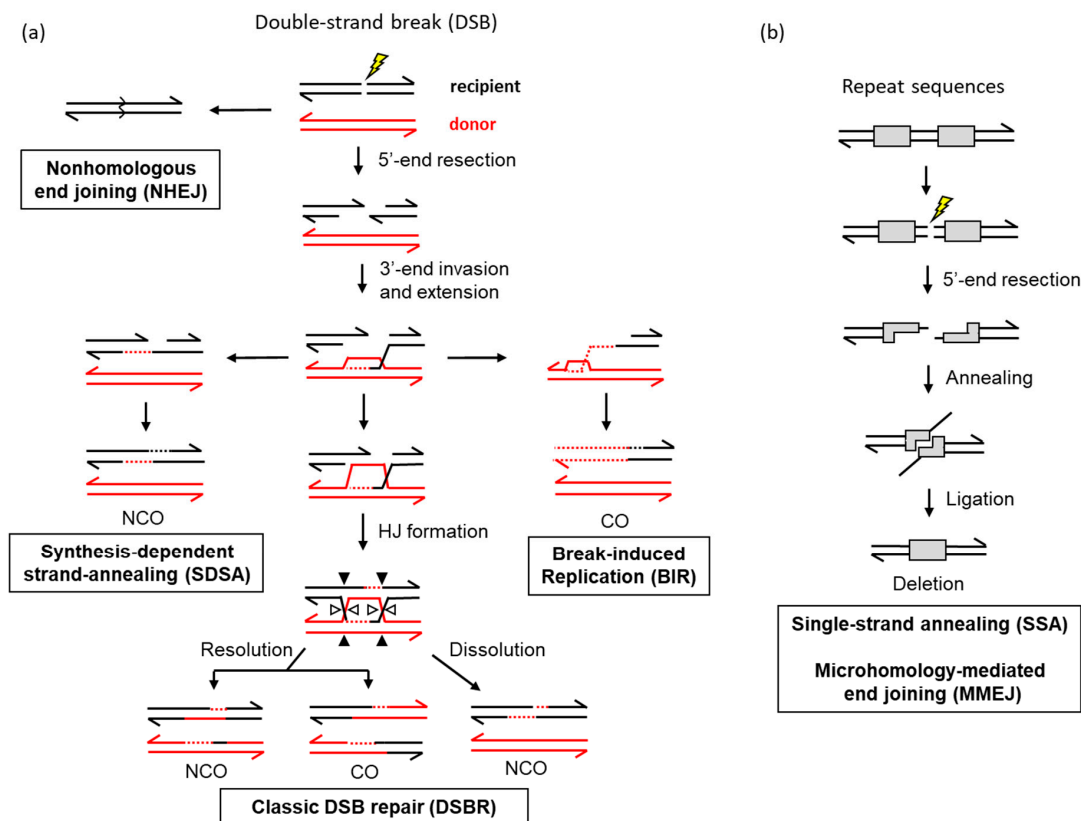 (a)
Double-strand break (DSB)
recipient
donor
Nonhomologous
end joining (NHEJ)
5’-end resection
3’-end invasion
and extension
NCO
Synthesis-dependent
strand-annealing (SDSA)
HJ formation
CO
Break-induced
Replication (BIR)
Resolution
Dissolution
NCO
CO
NCO
Classic DSB repair (DSBR)
(b)
Repeat sequences
5’-end resection
Annealing
Ligation
Deletion
Single-strand annealing (SSA)
Microhomology-mediated
end joining (MMEJ)